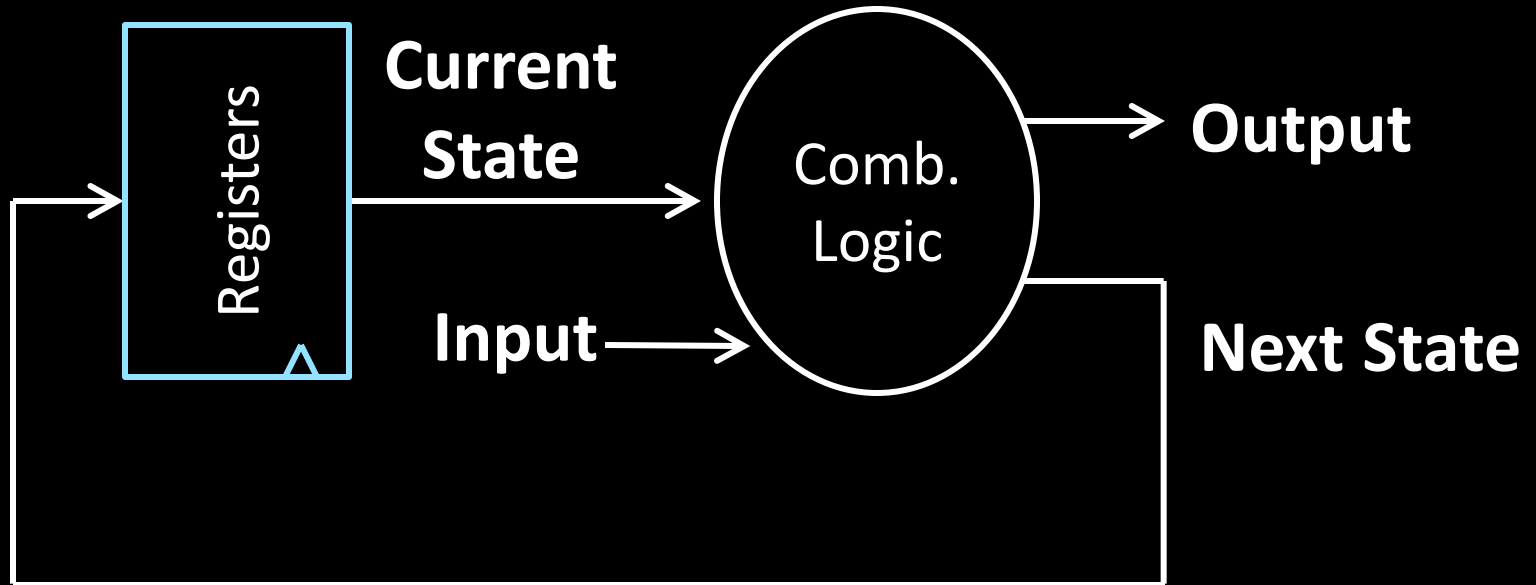 Registers
Current
State
Input
Comb.
Logic
Output
Next State